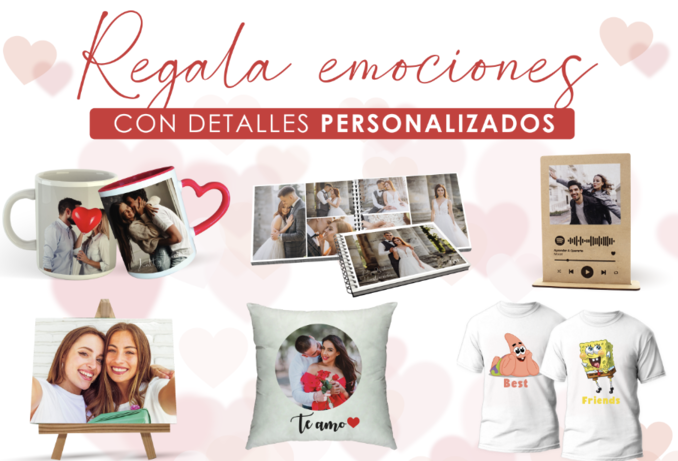 Regala emociones
CON DETALLES PERSONALIZADOS
te amo
Best
Friends